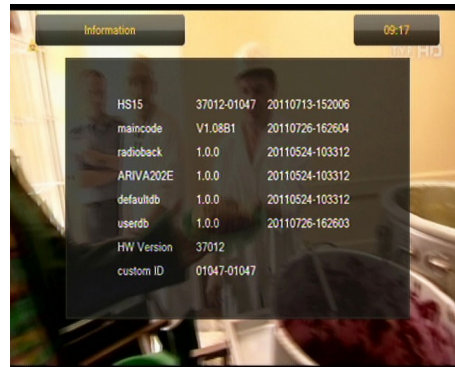 Information
09:17
TVP HD
HS15 37012-01047 20110713-152006
maincode V1.08B1 20110726-162604
radioback 1.0.0 20110524-103312
ARIVA202E 1.0.0 20110524-103312
defaultdb 1.0.0 20110524-103312
userdb 1.0.0 20110726-162603
HW Version 37012
custom ID 01047-01047